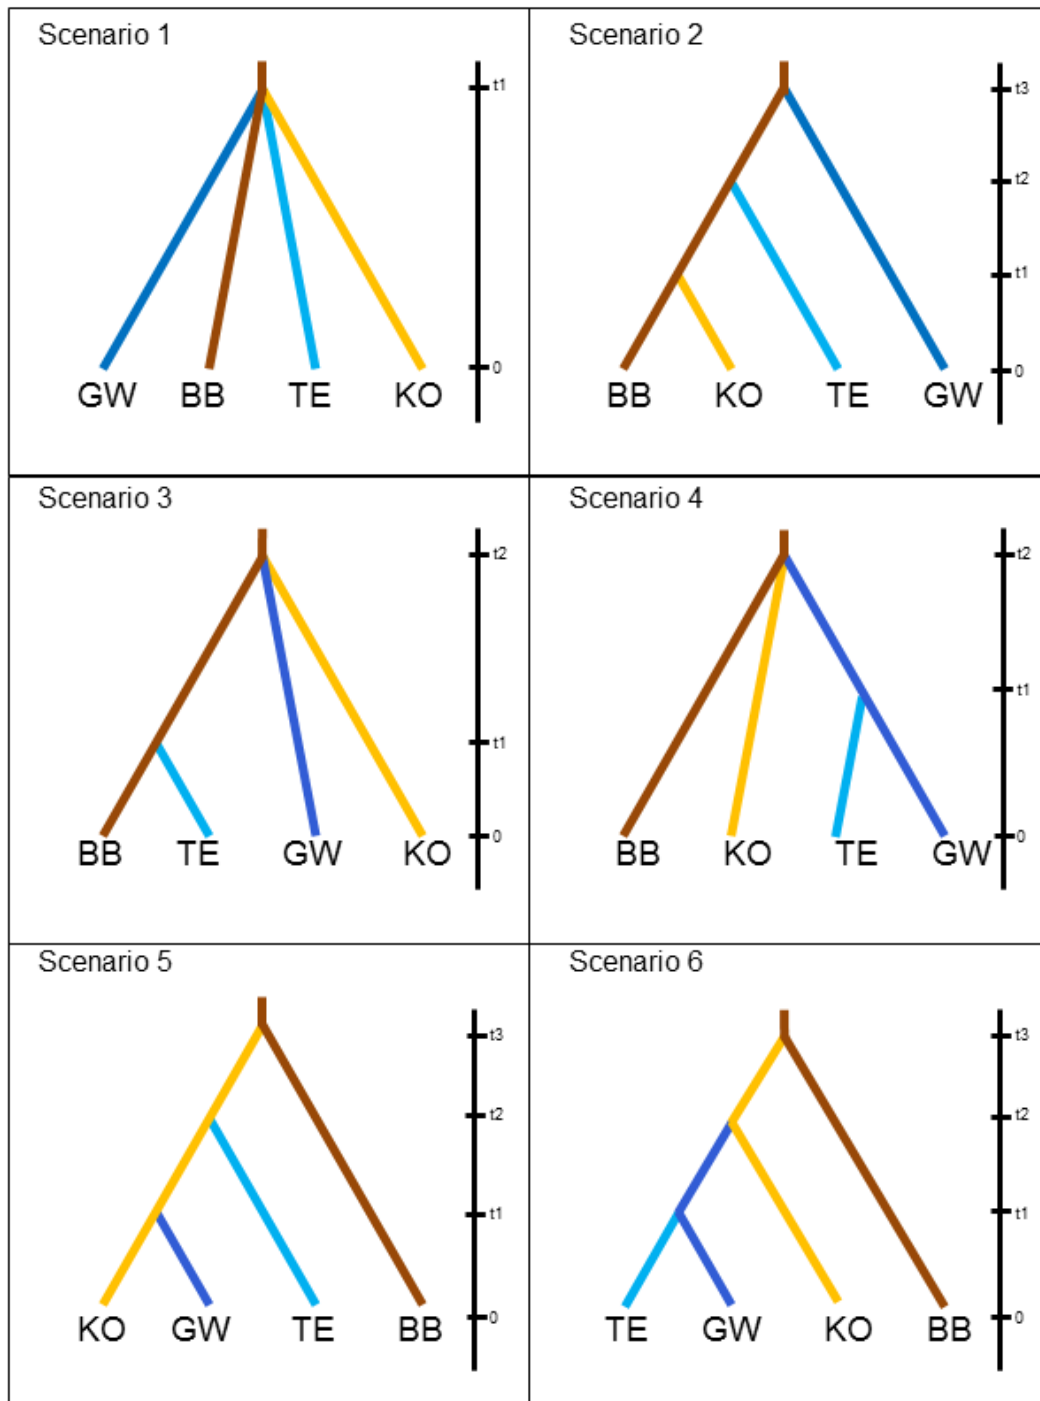 Scenario 1
t1
0
GW BB TE KO
Scenario 2
t3
t2
t1
0
BB KO TE GW
Scenario 3
t2
t1
0
BB TE GW KO
Scenario 4
t2
t1
0
BB KO TE GW
Scenario 5
t3
t2
t1
0
KO GW TE BB
Scenario 6
t3
t2
t1
0
TE GW KO BB